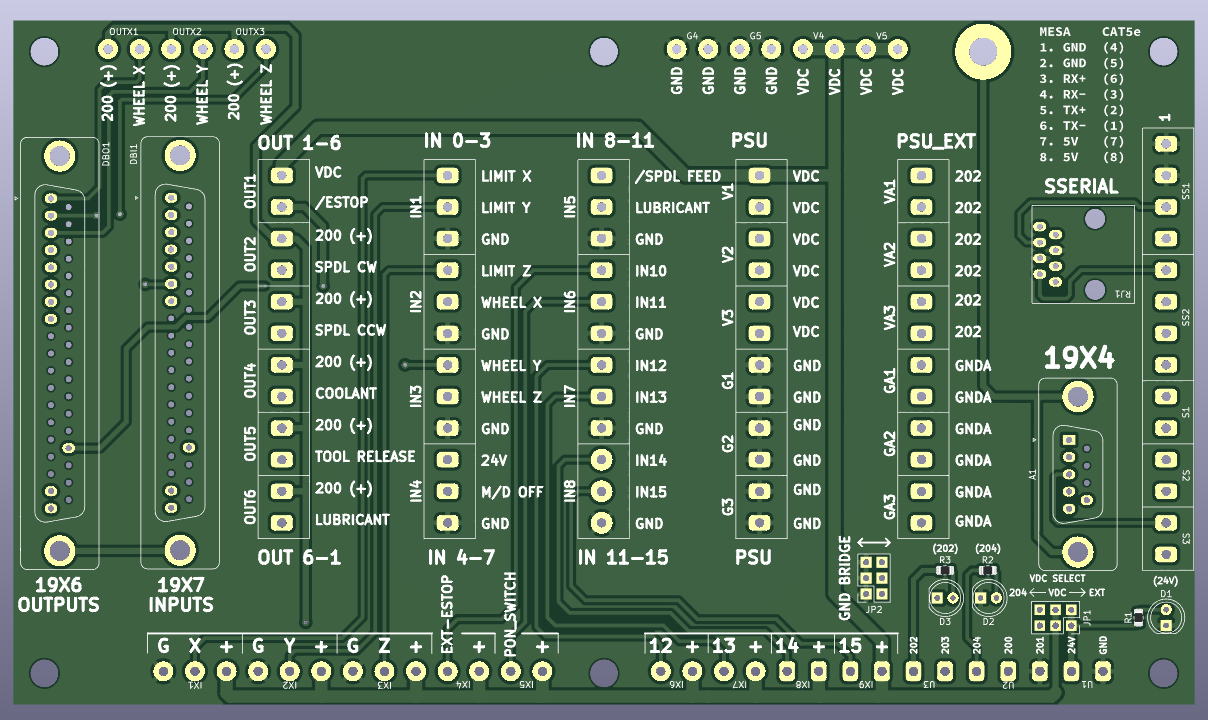 OUTX1 OUTX2 OUTX3
200 (+) WHEEL X 200 (+) WHEEL Y 200 (+) WHEEL Z
G4 G5 V4 V5
GND GND GND GND VDC VDC VDC VDC
MESA CAT5e
1. GND (4)
2. GND (5)
3. RX+ (6)
4. RX- (3)
5. TX+ (2)
6. TX- (1)
7. 5V (7)
8. 5V (8)
DBO1
DBI1
OUT 1-6
OUT1 VDC
/ESTOP
OUT2 200 (+)
SPDL CW
OUT3 200 (+)
SPDL CCW
OUT4 200 (+)
COOLANT
OUT5 200 (+)
TOOL RELEASE
OUT6 200 (+)
LUBRICANT
OUT 6-1
IN 0-3
LIMIT X
IN1 LIMIT Y
GND
LIMIT Z
IN2 WHEEL X
GND
WHEEL Y
IN3 WHEEL Z
GND
24V
IN4 M/D OFF
GND
IN 4-7
IN 8-11
/SPDL FEED
IN5 LUBRICANT
GND
IN10
IN6 IN11
GND
IN12
IN7 IN13
GND
IN14
IN8 IN15
GND
IN 11-15
PSU
V1 VDC
VDC
V2 VDC
VDC
V3 VDC
VDC
G1 GND
GND
G2 GND
GND
G3 GND
GND
PSU
PSU_EXT
VA1 202
202
VA2 202
202
VA3 202
202
GA1 GNDA
GNDA
GA2 GNDA
GNDA
GA3 GNDA
GNDA
SSERIAL
RJ1
1
1SS
2SS
1S
S2
S3
19X4
A1
19X6
OUTPUTS
19X7
INPUTS
GND BRIDGE
JP2
(202)
R3
D3
(204)
R2
D2
VDC SELECT
204 ← VDC → EXT
JP1
(24V)
D1
R1
EXT-ESTOP
PON_SWITCH
G X + G Y + G Z + + +
12 + 13 + 14 + 15 +
202 203 204 200 201 24V GND
IX1 IX2 IX3 IX4 IX5 IX6 IX7 IX8 IX9 U3 U2 U1